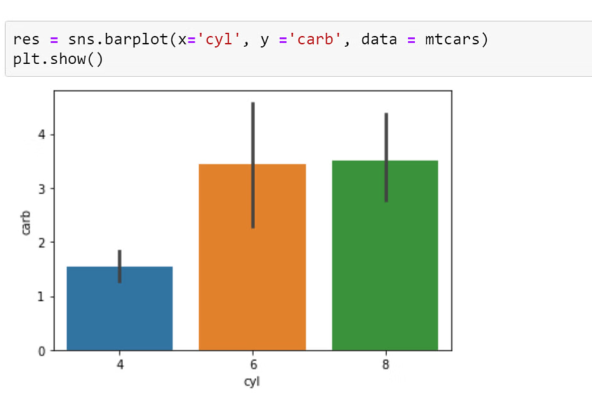 res = sns.barplot(x='cyl', y ='carb', data = mtcars)
plt.show()
4
3
2
1
0
carb
4 6 8
cyl